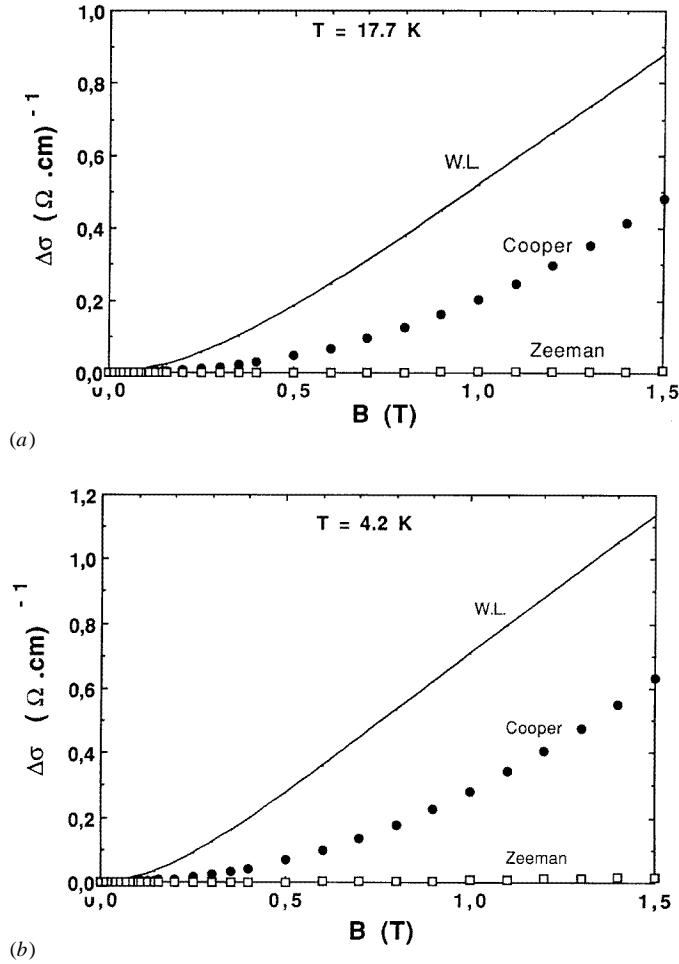 1,0
T = 17.7 K
0,8
W.L.
0,6
Δσ (Ω .cm) - 1
Cooper
0,4
0,2
Zeeman
0,0
0,0 0,5 1,0 1,5
B (T)
(a)
1,2
T = 4.2 K
1,0
W.L.
0,8
Δσ (Ω .cm) - 1
0,6
Cooper
0,4
0,2
Zeeman
0,0
0,0 0,5 1,0 1,5
B (T)
(b)